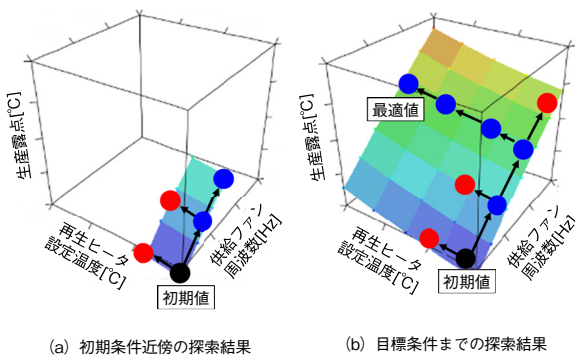 生産露点[℃]
再生ヒータ
設定温度[℃]
供給ファン
周波数[Hz]
初期値
(a) 初期条件近傍の探索結果
生産露点[℃]
最適値
再生ヒータ
設定温度[℃]
供給ファン
周波数[Hz]
初期値
(b) 目標条件までの探索結果